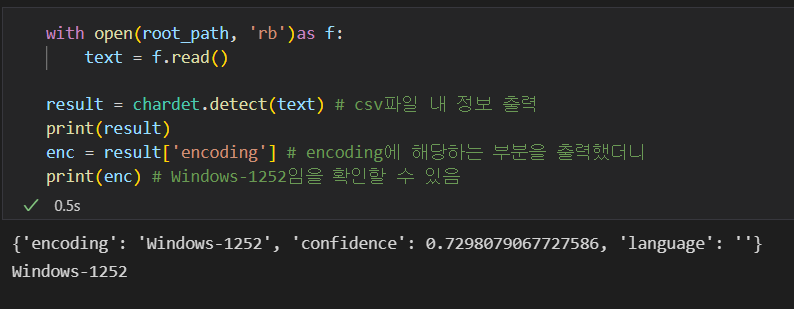 with open(root_path, 'rb')as f:
    text = f.read()
result = chardet.detect(text) # csv파일 내 정보 출력
print(result)
enc = result['encoding'] # encoding에 해당하는 부분을 출력했더니
print(enc) # Windows-1252임을 확인할 수 있음
0.5s
{'encoding': 'Windows-1252', 'confidence': 0.7298079067727586, 'language': ''}
Windows-1252